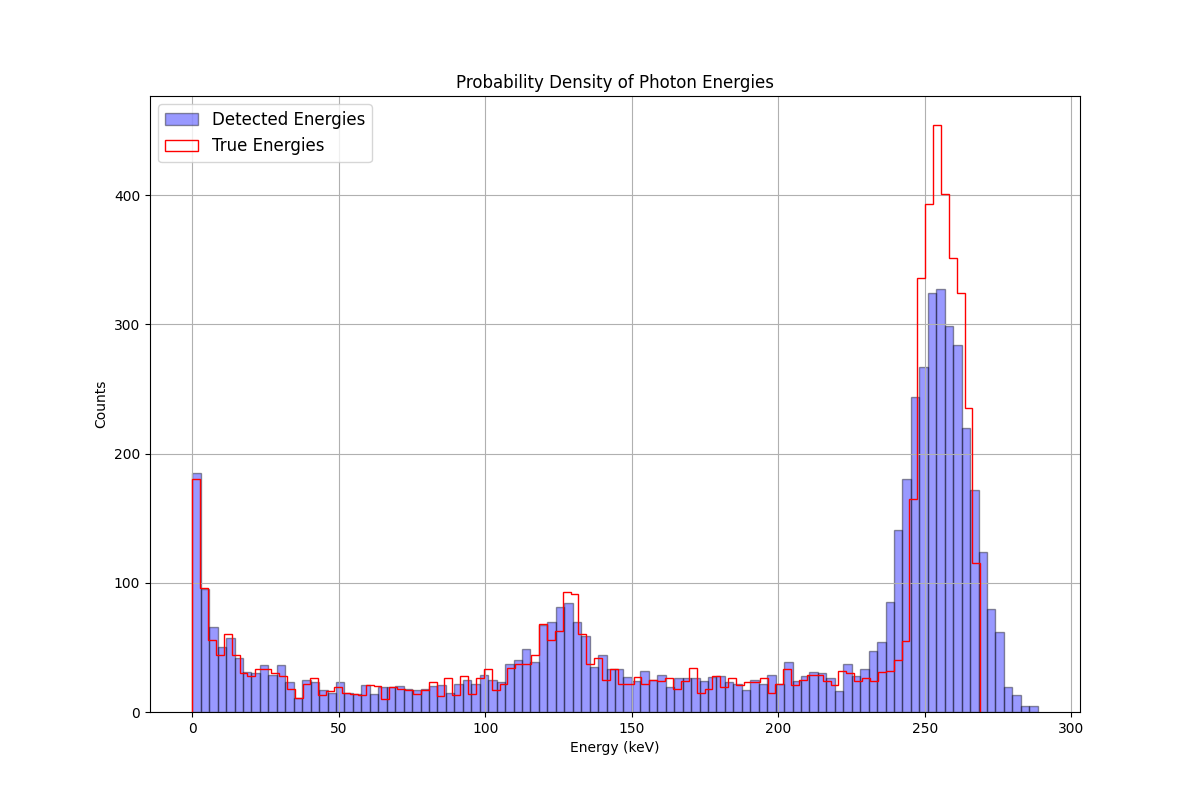 Probability Density of Photon Energies
Detected Energies
True Energies
400
300
200
100
0
Counts
0 50 100 150 200 250 300
Energy (keV)